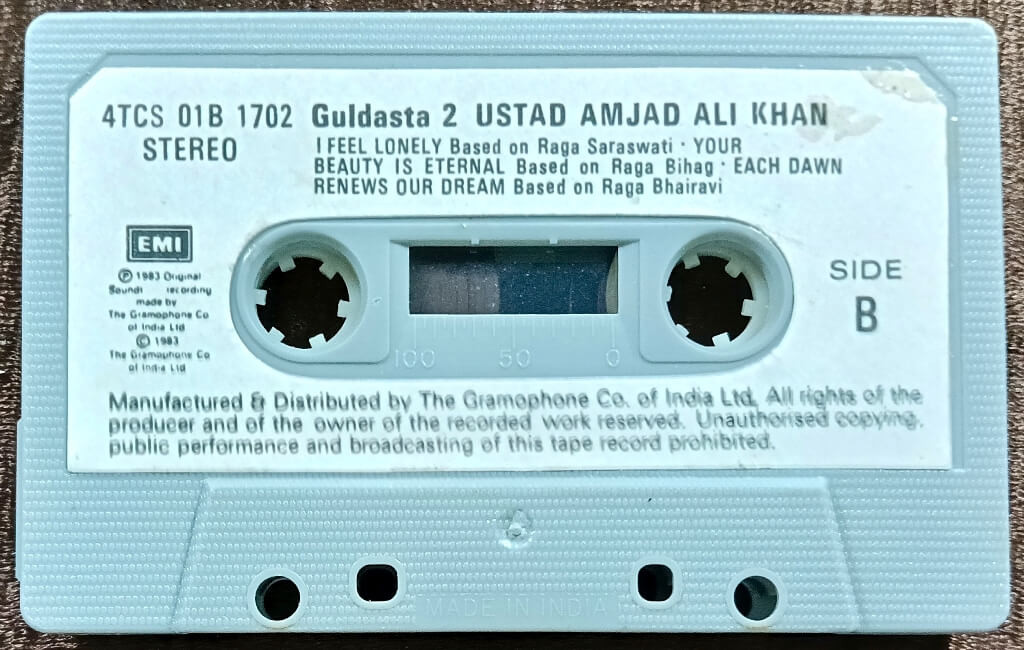 4TCS 01B 1702 Guldasta 2 USTAD AMJAD ALI KHAN
STEREO
I FEEL LONELY Based on Raga Saraswati · YOUR
BEAUTY IS ETERNAL Based on Raga Bihag · EACH DAWN
RENEWS OUR DREAM Based on Raga Bhairavi
EMI
℗ 1983 Original
Sound recording
made by
The Gramophone Co
of India Ltd
© 1983
The Gramophone Co
of India Ltd
SIDE
B
100 50 0
Manufactured & Distributed by The Gramophone Co. of India Ltd. All rights of the
producer and of the owner of the recorded work reserved. Unauthorised copying,
public performance and broadcasting of this tape record prohibited.
MADE IN INDIA